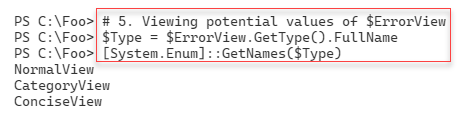 PS C:\Foo> # 5. Viewing potential values of $ErrorView
PS C:\Foo> $Type = $ErrorView.GetType().FullName
PS C:\Foo> [System.Enum]::GetNames($Type)
NormalView
CategoryView
ConciseView